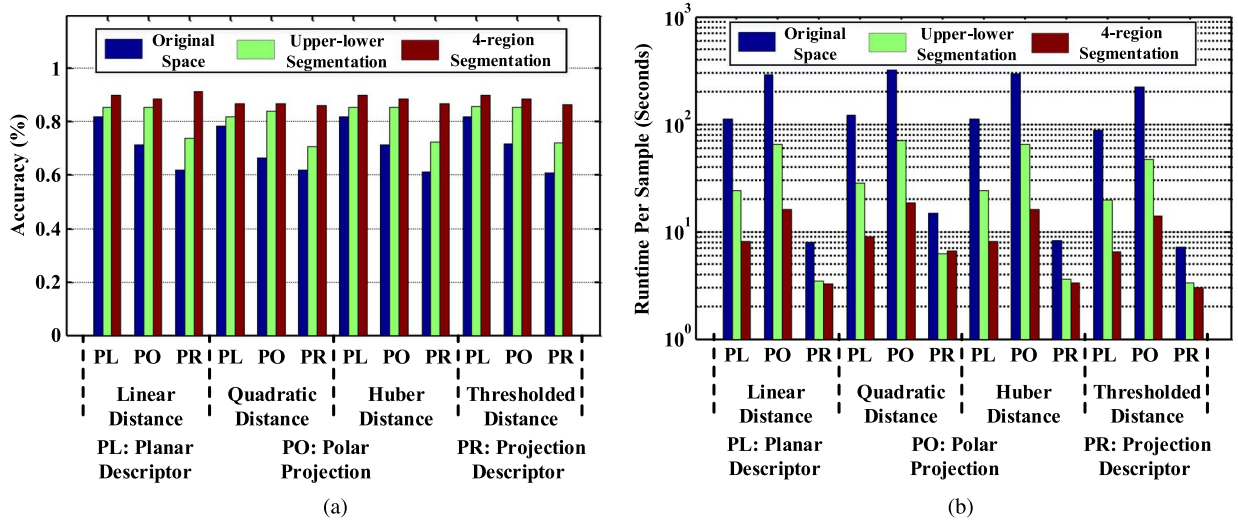 Original Space
Upper-lower Segmentation
4-region Segmentation
Accuracy (%)
1
0.8
0.6
0.4
0.2
0
PL PO PR PL PO PR PL PO PR PL PO PR
Linear Distance
Quadratic Distance
Huber Distance
Thresholded Distance
PL: Planar Descriptor
PO: Polar Projection
PR: Projection Descriptor
(a)
Original Space
Upper-lower Segmentation
4-region Segmentation
Runtime Per Sample (Seconds)
10³
10²
10¹
10⁰
PL PO PR PL PO PR PL PO PR PL PO PR
Linear Distance
Quadratic Distance
Huber Distance
Thresholded Distance
PL: Planar Descriptor
PO: Polar Projection
PR: Projection Descriptor
(b)